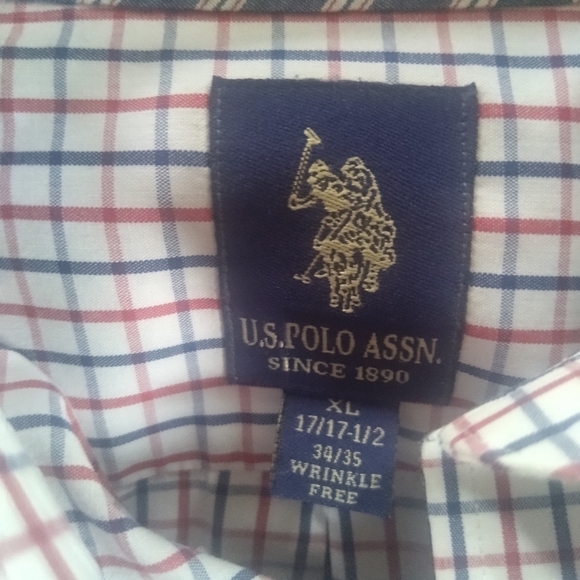 U.S.POLO ASSN.
SINCE 1890
XL
17/17-1/2
34/35
WRINKLE
FREE